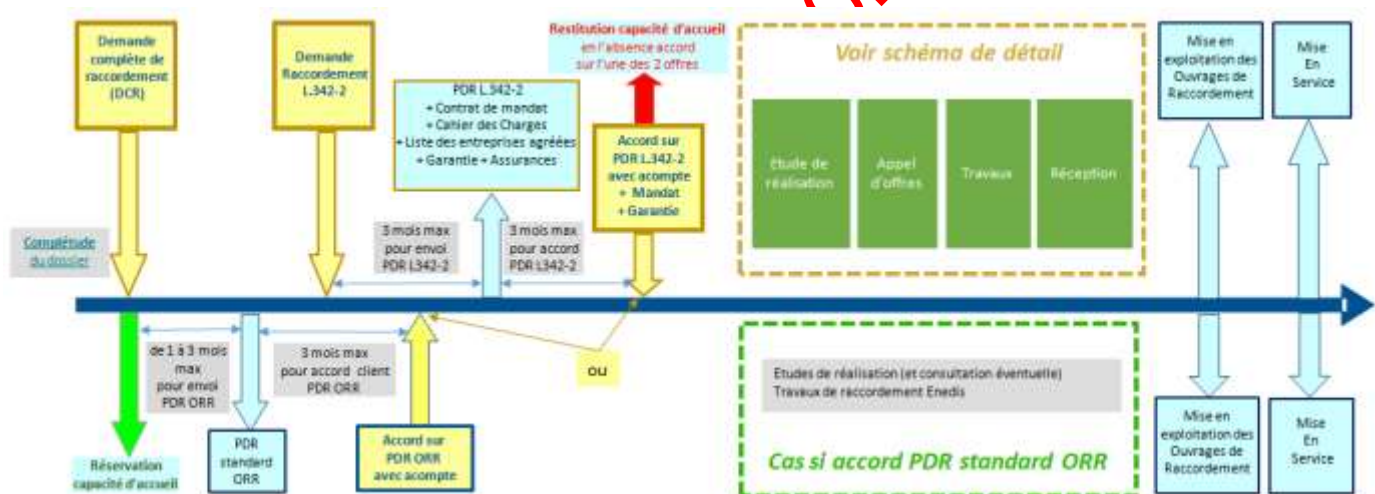 Demande
complète de
raccordement
(DCR)
Demande
Raccordement
L.342-2
PDR L.342-2
+ Contrat de mandat
+ Cahier des Charges
+ Liste des entreprises agréées
+ Garantie + Assurances
Restitution capacité d'accueil
en l'absence accord
sur l'une des 2 offres
Accord sur
PDR L.342-2
avec acompte
+ Mandat
+ Garantie
Voir schéma de détail
Etude de
réalisation
Appel
d'offres
Travaux
Réception
Mise en
exploitation des
Ouvrages de
Raccordement
Mise
En
Service
Complétude
du dossier
3 mois max
pour envoi
PDR L342-2
3 mois max
pour accord
PDR L342-2
de 1 à 3 mois
max
pour envoi
PDR ORR
3 mois max
pour accord client
PDR ORR
ou
Réservation
capacité d'accueil
PDR
standard
ORR
Accord sur
PDR ORR
avec acompte
Etudes de réalisation (et consultation éventuelle)
Travaux de raccordement Enedis
Cas si accord PDR standard ORR
Mise en
exploitation des
Ouvrages de
Raccordement
Mise
En
Service